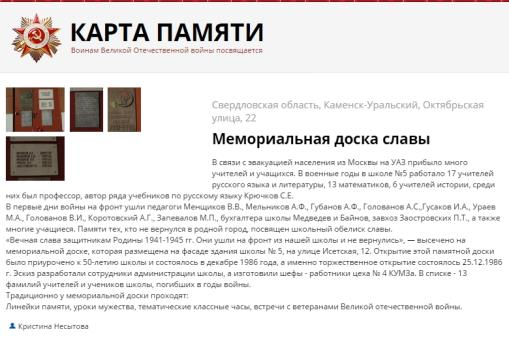 КАРТА ПАМЯТИ
Воинам Великой Отечественной войны посвящается
Свердловская область, Каменск-Уральский, Октябрьская
улица, 22
Мемориальная доска славы
В связи с эвакуацией населения из Москвы на УАЗ прибыло много
учителей и учащихся. В военные годы в школе №5 работало 17 учителей
русского языка и литературы, 13 математиков, 6 учителей истории, среди
них был профессор, автор ряда учебников по русскому языку Крючков С.Е.
В первые дни войны на фронт ушли педагоги Менщиков В.В., Мельников А.Ф., Губанов А.Ф., Голованов А.С.,Гусаков И.А., Ураев
М.А., Голованов В.И., Коротовский А.Г., Запевалов М.П., бухгалтера школы Медведев и Байнов, завхоз Заостровских П.Т., а также
многие учащиеся. Памяти тех, кто не вернулся в родной город, посвящен школьный обелиск славы.
«Вечная слава защитникам Родины 1941-1945 гг. Они ушли на фронт из нашей школы и не вернулись», — высечено на
мемориальной доске, которая размещена на фасаде здания школы № 5, на улице Исетская, 12. Открытие этой памятной доски
было приурочено к 50-летию школы и состоялось в декабре 1986 года, а именно торжественное открытие состоялось 25.12.1986
г. Эскиз разработали сотрудники администрации школы, а изготовили шефы - работники цеха № 4 КУМЗа. В списке - 13
фамилий учителей и учеников школы, погибших в годы войны.
Традиционно у мемориальной доски проходят:
Линейки памяти, уроки мужества, тематические классные часы, встречи с ветеранами Великой отечественной войны.
Кристина Несытова